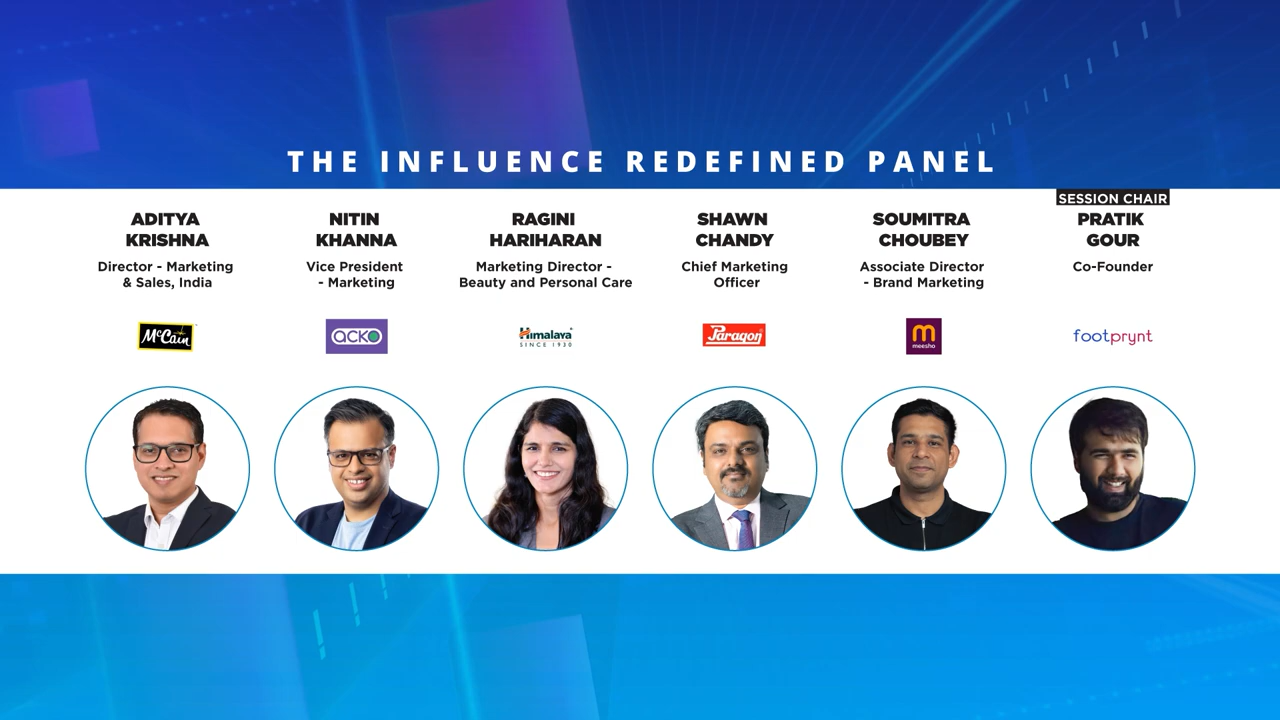 THE INFLUENCE REDEFINED PANEL
ADITYA
KRISHNA
Director - Marketing
& Sales, India
McCain
NITIN
KHANNA
Vice President
- Marketing
acko
RAGINI
HARIHARAN
Marketing Director -
Beauty and Personal Care
Himalaya
SINCE 1930
SHAWN
CHANDY
Chief Marketing
Officer
Paragon
SOUMITRA
CHOUBEY
Associate Director
- Brand Marketing
meesho
SESSION CHAIR
PRATIK
GOUR
Co-Founder
footprynt